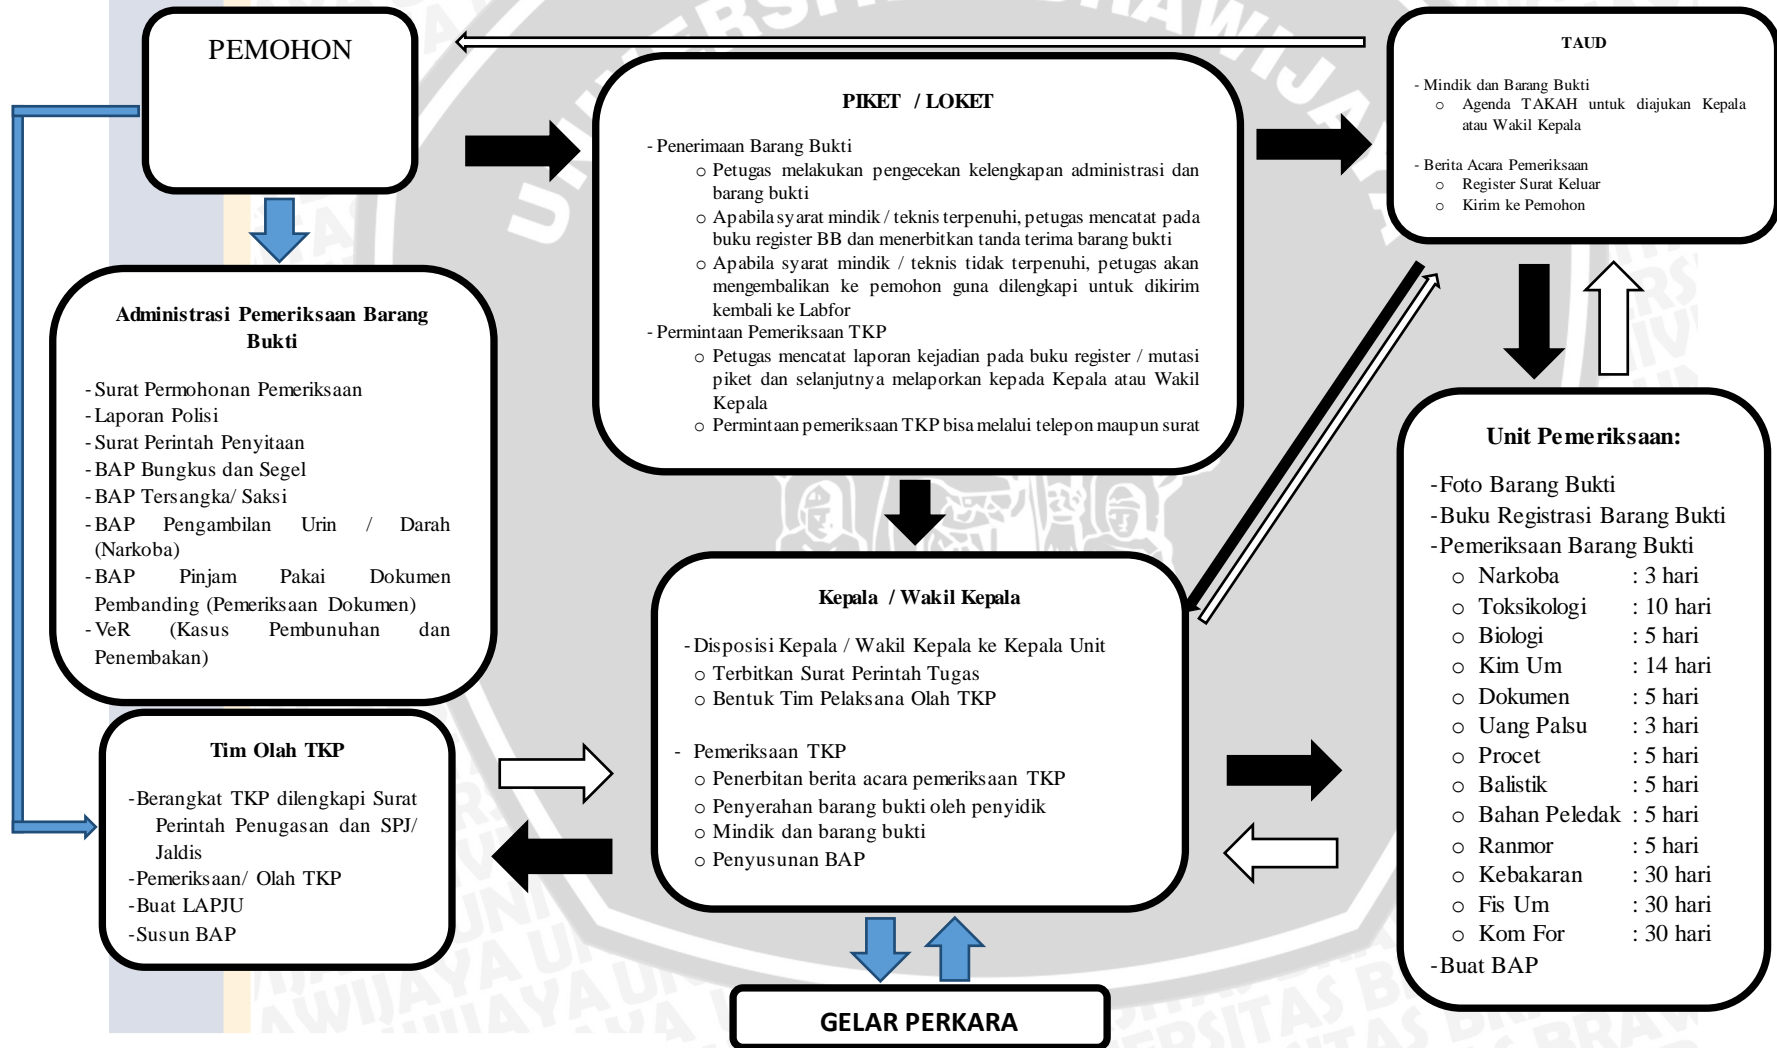 PEMOHON
PIKET / LOKET
- Penerimaan Barang Bukti
o Petugas melakukan pengecekan kelengkapan administrasi dan
barang bukti
o Apabila syarat mindik / teknis terpenuhi, petugas mencatat pada
buku register BB dan menerbitkan tanda terima barang bukti
o Apabila syarat mindik / teknis tidak terpenuhi, petugas akan
mengembalikan ke pemohon guna dilengkapi untuk dikirim
kembali ke Labfor
- Permintaan Pemeriksaan TKP
o Petugas mencatat laporan kejadian pada buku register / mutasi
piket dan selanjutnya melaporkan kepada Kepala atau Wakil
Kepala
o Permintaan pemeriksaan TKP bisa melalui telepon maupun surat
TAUD
- Mindik dan Barang Bukti
o Agenda TAKAH untuk diajukan Kepala
atau Wakil Kepala
- Berita Acara Pemeriksaan
o Register Surat Keluar
o Kirim ke Pemohon
Administrasi Pemeriksaan Barang
Bukti
- Surat Permohonan Pemeriksaan
- Laporan Polisi
- Surat Perintah Penyitaan
- BAP Bungkus dan Segel
- BAP Tersangka/ Saksi
- BAP Pengambilan Urin / Darah
(Narkoba)
- BAP Pinjam Pakai Dokumen
Pembanding (Pemeriksaan Dokumen)
- VeR (Kasus Pembunuhan dan
Penembakan)
Kepala / Wakil Kepala
- Disposisi Kepala / Wakil Kepala ke Kepala Unit
o Terbitkan Surat Perintah Tugas
o Bentuk Tim Pelaksana Olah TKP
- Pemeriksaan TKP
o Penerbitan berita acara pemeriksaan TKP
o Penyerahan barang bukti oleh penyidik
o Mindik dan barang bukti
o Penyusunan BAP
Unit Pemeriksaan:
- Foto Barang Bukti
- Buku Registrasi Barang Bukti
- Pemeriksaan Barang Bukti
o Narkoba : 3 hari
o Toksikologi : 10 hari
o Biologi : 5 hari
o Kim Um : 14 hari
o Dokumen : 5 hari
o Uang Palsu : 3 hari
o Procet : 5 hari
o Balistik : 5 hari
o Bahan Peledak : 5 hari
o Ranmor : 5 hari
o Kebakaran : 30 hari
o Fis Um : 30 hari
o Kom For : 30 hari
- Buat BAP
Tim Olah TKP
- Berangkat TKP dilengkapi Surat
Perintah Penugasan dan SPJ/
Jaldis
- Pemeriksaan/ Olah TKP
- Buat LAPJU
- Susun BAP
GELAR PERKARA